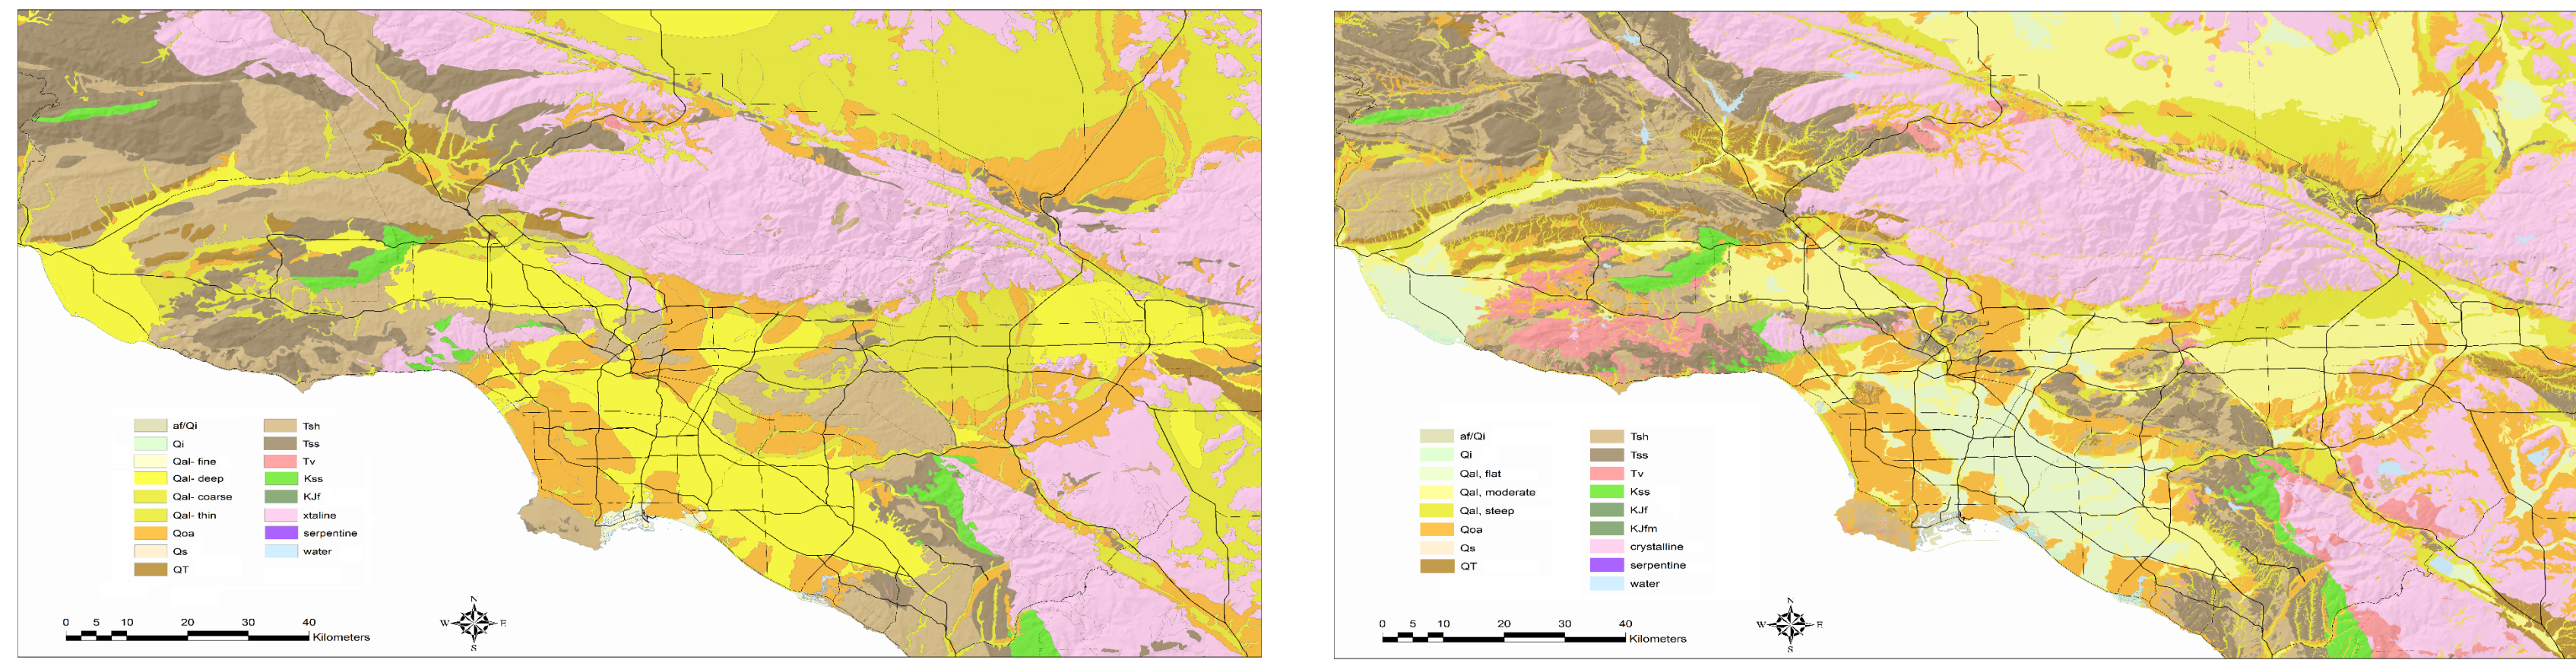 af/Qi
Qi
Qal- fine
Qal- deep
Qal- coarse
Qal- thin
Qoa
Qs
QT
Tsh
Tss
Tv
Kss
KJf
xtaline
serpentine
water
0 5 10 20 30 40
Kilometers
N
W E
S
af/Qi
Qi
Qal, flat
Qal, moderate
Qal, steep
Qoa
Qs
QT
Tsh
Tss
Tv
Kss
KJf
KJfm
crystalline
serpentine
water
0 5 10 20 30 40
Kilometers
N
W E
S